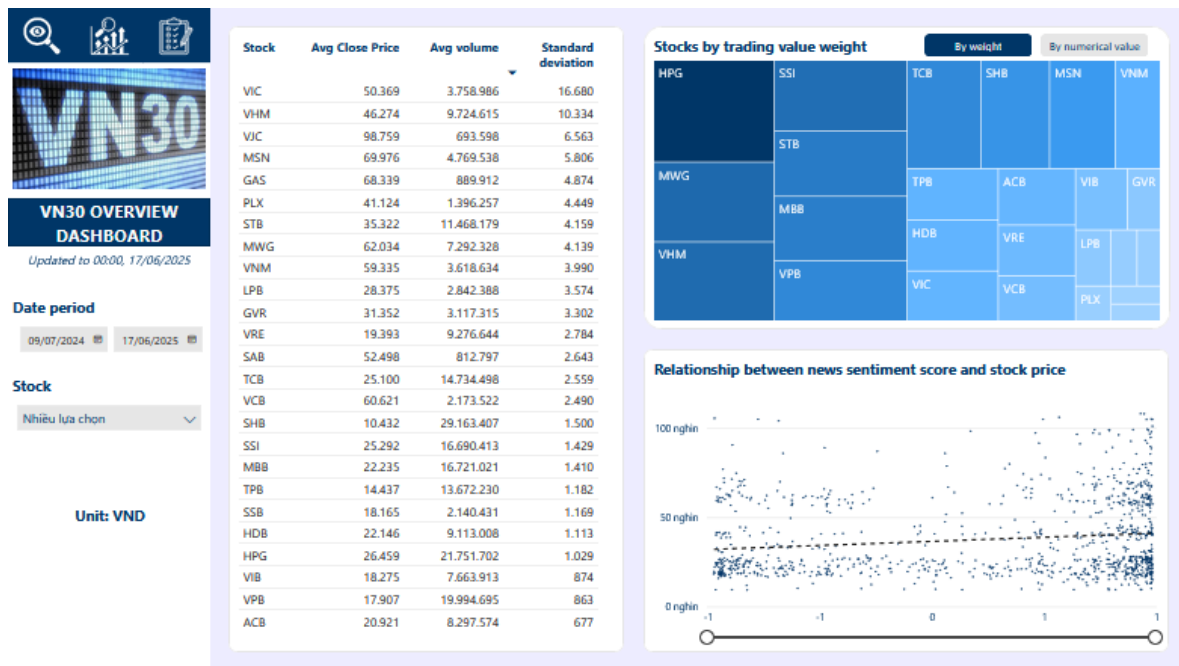 VN30
VN30 OVERVIEW
DASHBOARD
Updated to 00:00, 17/06/2025
Date period
09/07/2024 17/06/2025
Stock
Nhiều lựa chọn
Unit: VND
Stock Avg Close Price Avg volume Standard deviation
VIC 50.369 3.758.986 16.680
VHM 46.274 9.724.615 10.334
VJC 98.759 693.598 6.563
MSN 69.976 4.769.538 5.806
GAS 68.339 889.912 4.874
PLX 41.124 1.396.257 4.449
STB 35.322 11.468.179 4.159
MWG 62.034 7.292.328 4.139
VNM 59.335 3.618.634 3.990
LPB 28.375 2.842.388 3.574
GVR 31.352 3.117.315 3.302
VRE 19.393 9.276.644 2.784
SAB 52.498 812.797 2.643
TCB 25.100 14.734.498 2.559
VCB 60.621 2.173.522 2.490
SHB 10.432 29.163.407 1.500
SSI 25.292 16.690.413 1.429
MBB 22.235 16.721.021 1.410
TPB 14.437 13.672.230 1.182
SSB 18.165 2.140.431 1.169
HDB 22.146 9.113.008 1.113
HPG 26.459 21.751.702 1.029
VIB 18.275 7.663.913 874
VPB 17.907 19.994.695 863
ACB 20.921 8.297.574 677
Stocks by trading value weight
By weight By numerical value
HPG SSI TCB SHB MSN VNM
STB
MWG TPB ACB VIB GVR
MBB
HDB VRE LPB
VHM
VPB VIC VCB PLX
Relationship between news sentiment score and stock price
100 nghìn
50 nghìn
0 nghìn
-1 -1 0 1 1